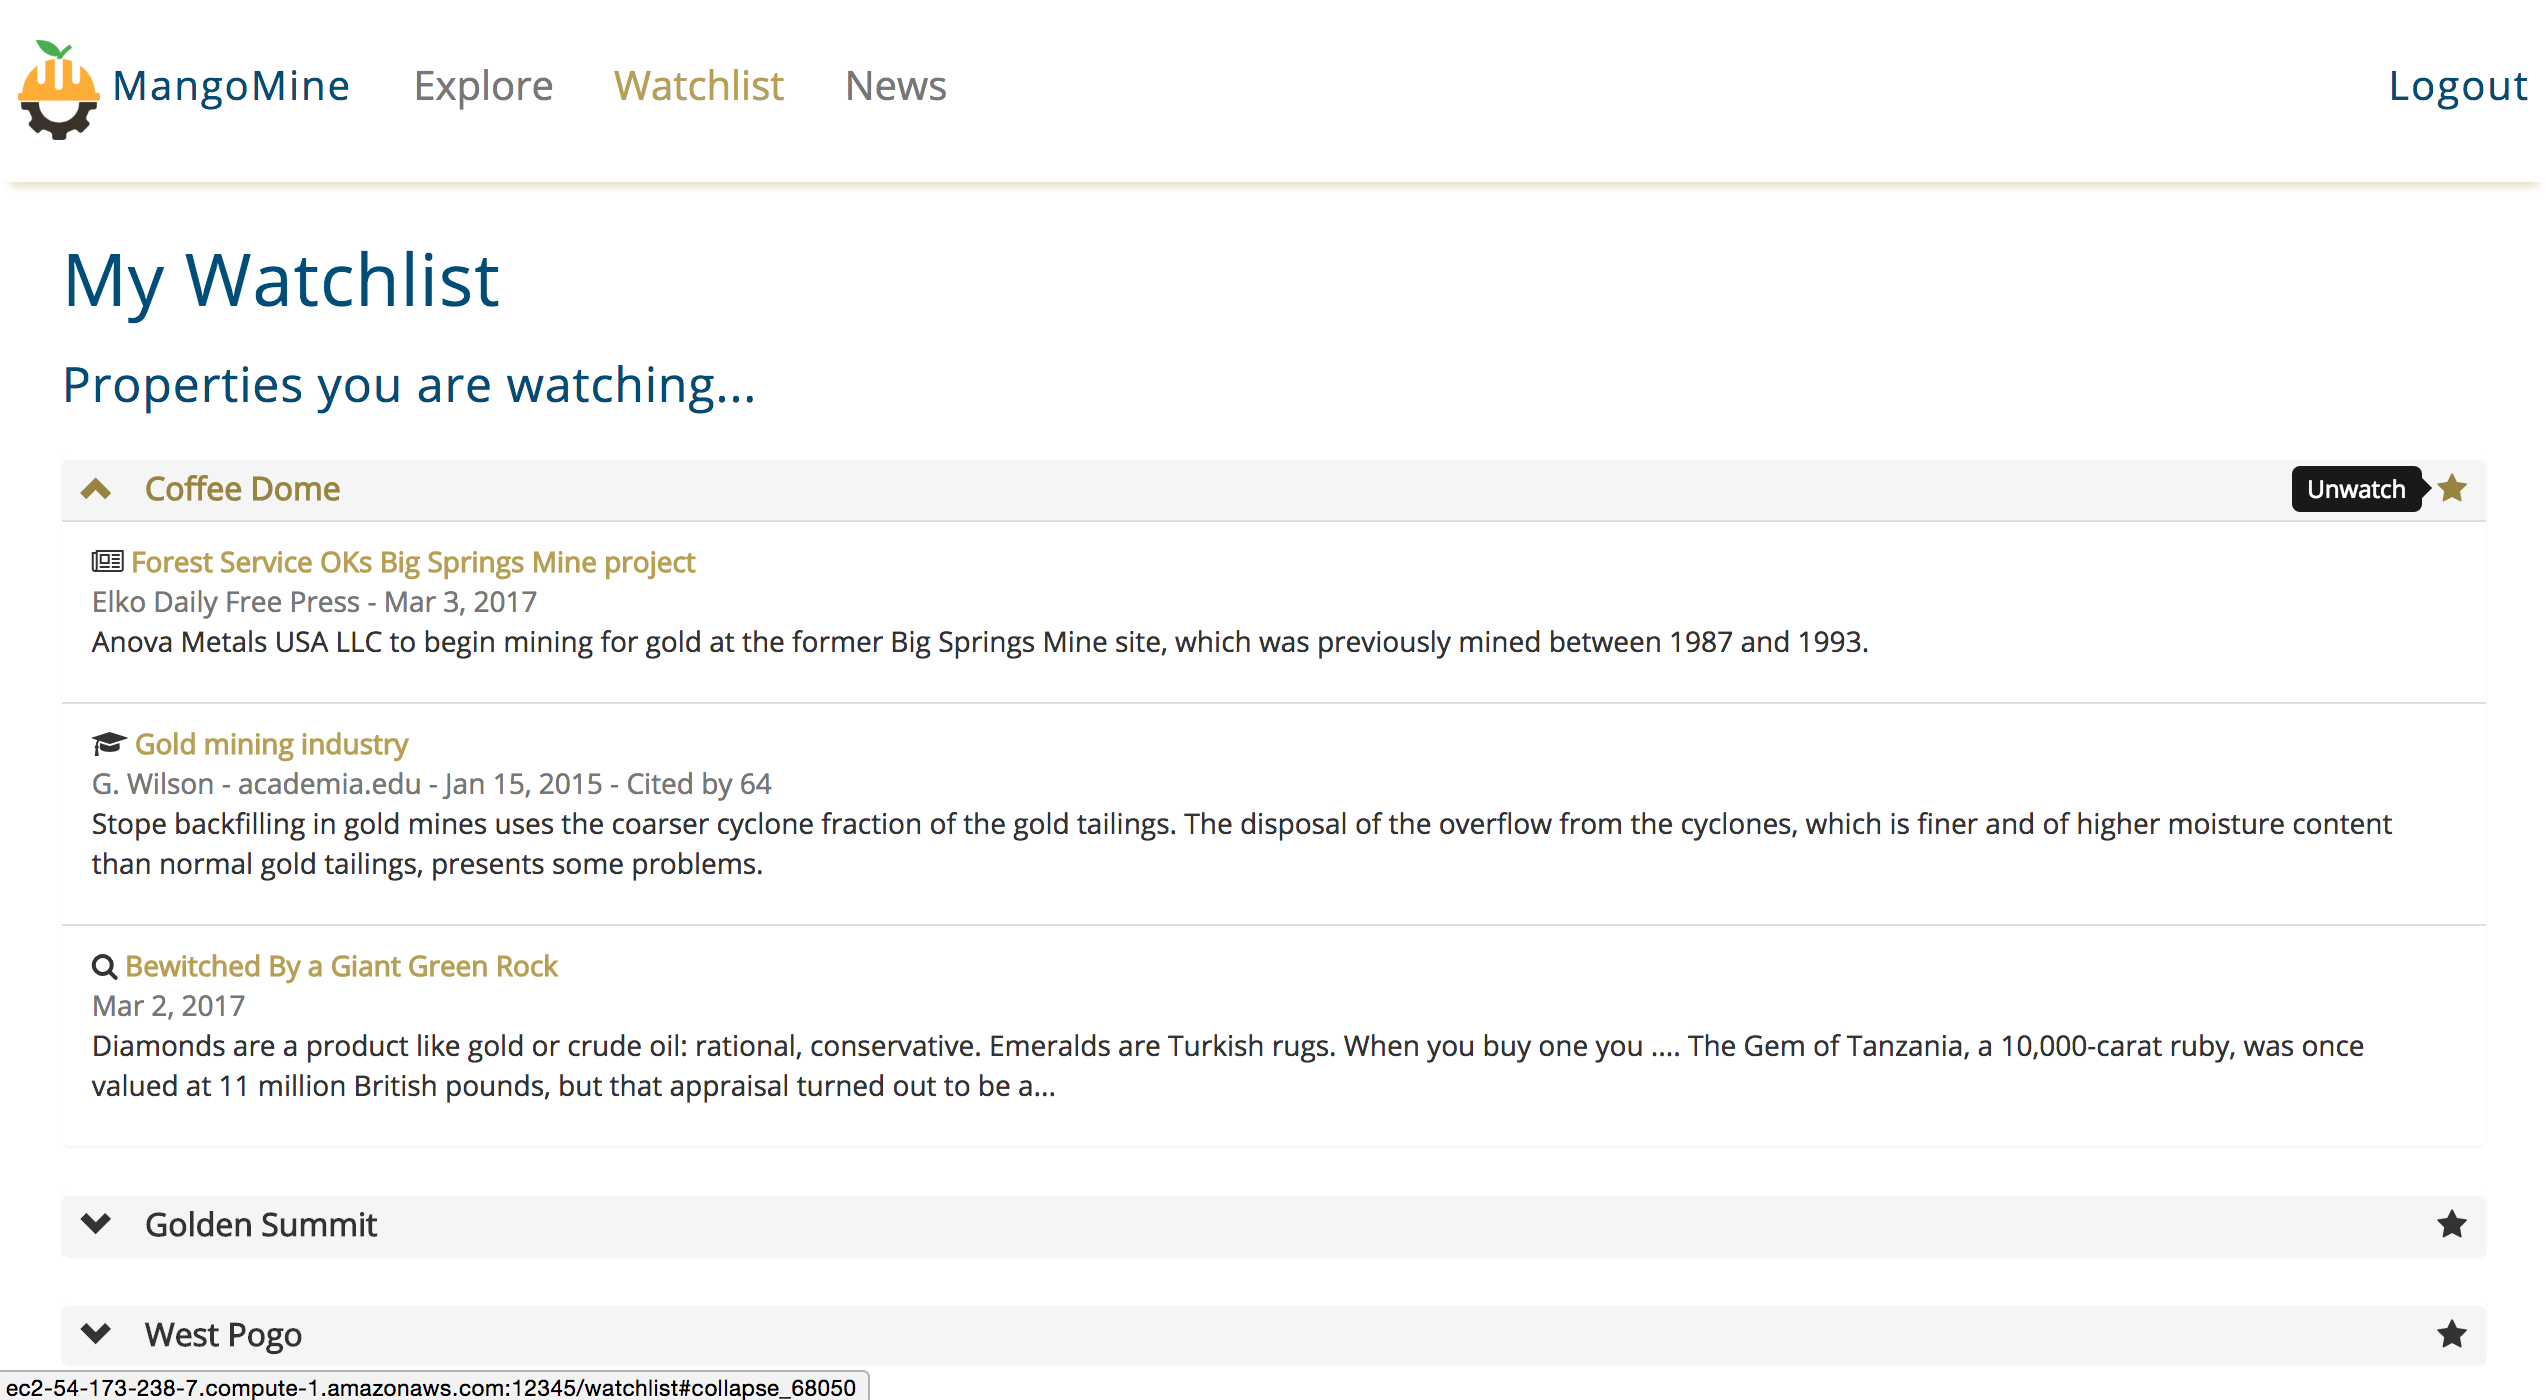 MangoMine Explore Watchlist News Logout
My Watchlist
Properties you are watching...
Coffee Dome Unwatch
Forest Service OKs Big Springs Mine project
Elko Daily Free Press - Mar 3, 2017
Anova Metals USA LLC to begin mining for gold at the former Big Springs Mine site, which was previously mined between 1987 and 1993.
Gold mining industry
G. Wilson - academia.edu - Jan 15, 2015 - Cited by 64
Stope backfilling in gold mines uses the coarser cyclone fraction of the gold tailings. The disposal of the overflow from the cyclones, which is finer and of higher moisture content
than normal gold tailings, presents some problems.
Bewitched By a Giant Green Rock
Mar 2, 2017
Diamonds are a product like gold or crude oil: rational, conservative. Emeralds are Turkish rugs. When you buy one you .... The Gem of Tanzania, a 10,000-carat ruby, was once
valued at 11 million British pounds, but that appraisal turned out to be a...
Golden Summit
West Pogo
ec2-54-173-238-7.compute-1.amazonaws.com:12345/watchlist#collapse_68050